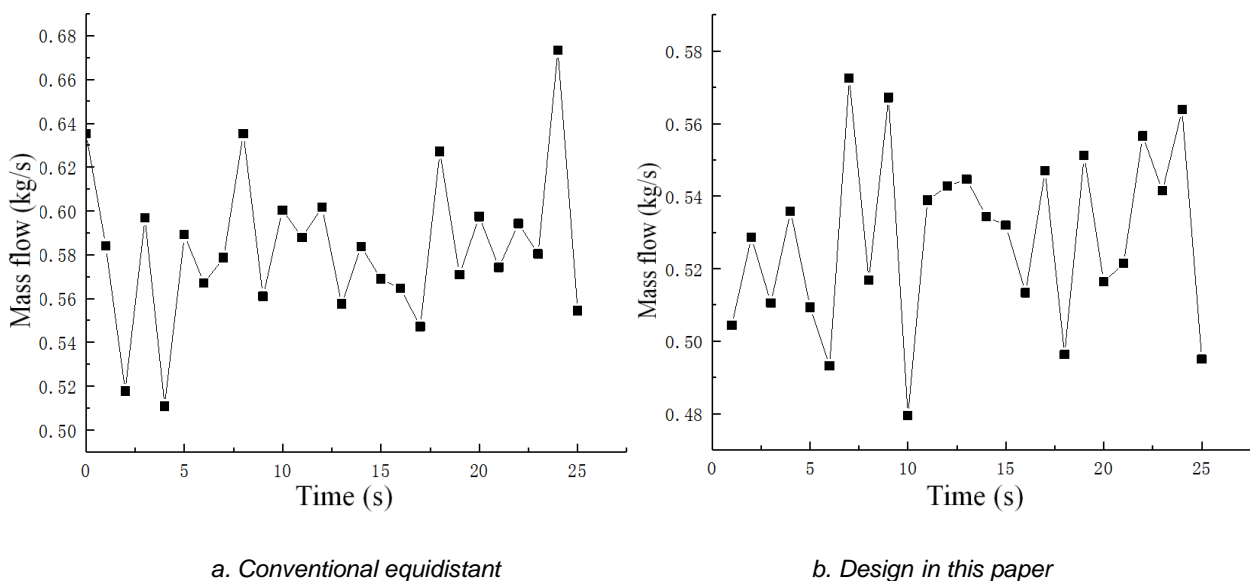 Mass flow (kg/s)
0.68
0.66
0.64
0.62
0.60
0.58
0.56
0.54
0.52
0.50
0 5 10 15 20 25
Time (s)
Mass flow (kg/s)
0.58
0.56
0.54
0.52
0.50
0.48
0 5 10 15 20 25
Time (s)
a. Conventional equidistant
b. Design in this paper